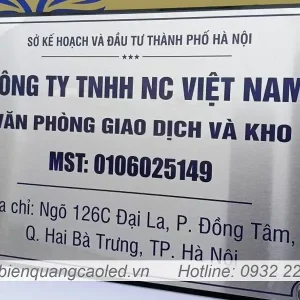 SỞ KẾ HOẠCH VÀ ĐẦU TƯ THÀNH PHỐ HÀ NỘI
***
ÔNG TY TNHH NC VIỆT NAM
VĂN PHÒNG GIAO DỊCH VÀ KHO
MST: 0106025149
a chỉ: Ngõ 126C Đại La, P. Đồng Tâm,
Q. Hai Bà Trưng, TP. Hà Nội
bienquangcaoled.vn Hotline: 0932 22